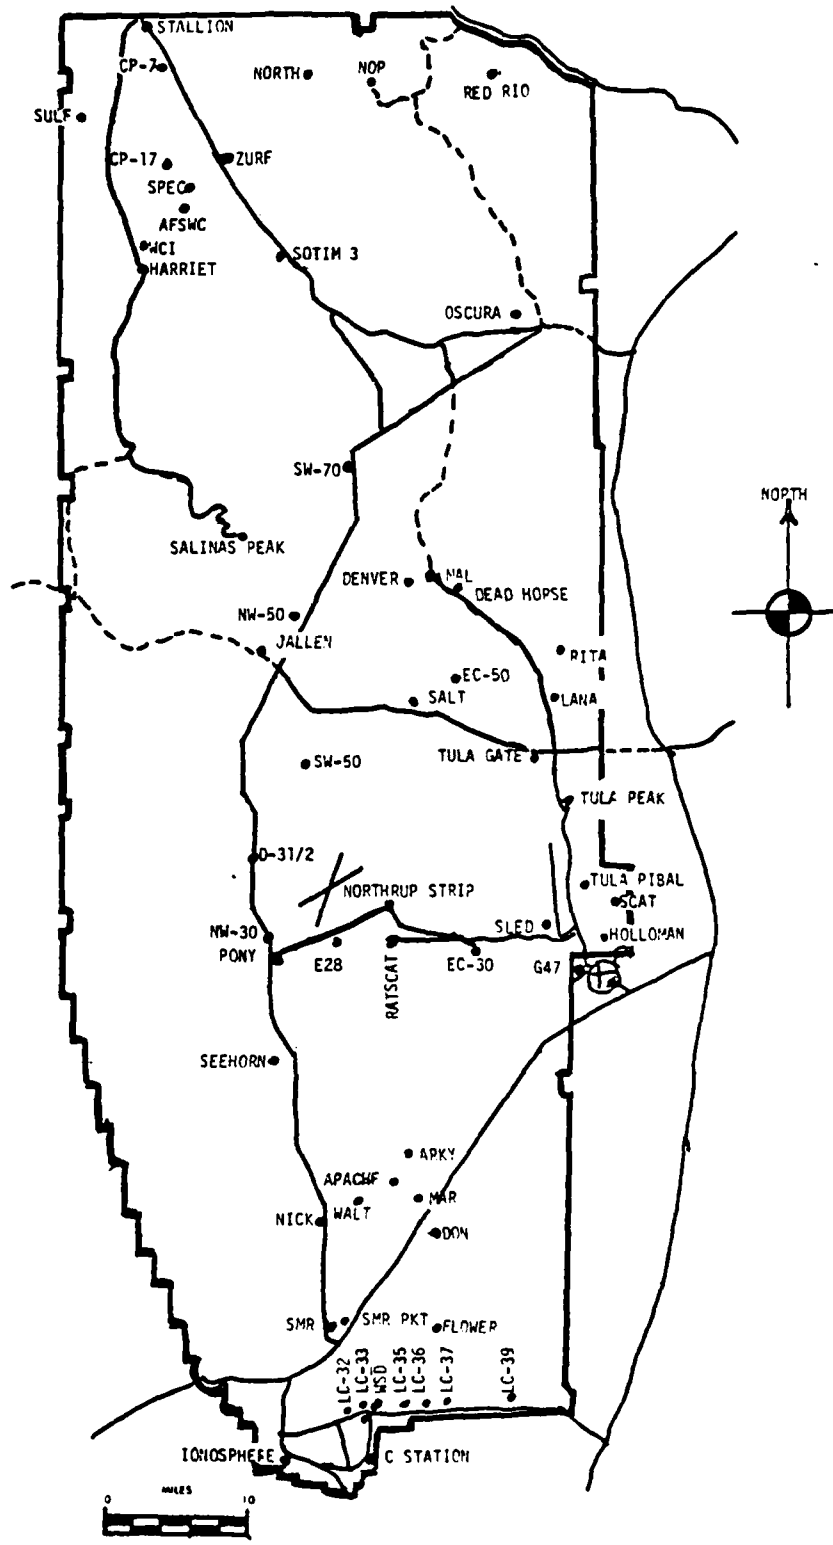 STALLION
CP-7
NORTH
NOP
RED RIO
SULF
CP-17
ZURF
SPEC
AFSWC
WCI
HARRIET
SOTIM 3
OSCURA
SW-70
NORTH
SALINAS PEAK
DENVER
MAL
DEAD HORSE
NW-50
JALLEN
RITA
EC-50
SALT
LANA
TULA GATE
SW-50
TULA PEAK
D-31/2
NORTHRUP STRIP
TULA PIBAL
SCAT
SLED
NW-30
HOLLOMAN
PONY
E28
RATSCAT
EC-30
G47
SEEHORN
ARKY
APACHE
WALT
MAR
NICK
DON
SMR
SMR PKT
FLOWER
LC-32
LC-33
WSD
LC-35
LC-36
LC-37
LC-39
IONOSPHERE
C STATION
MILES
0 10